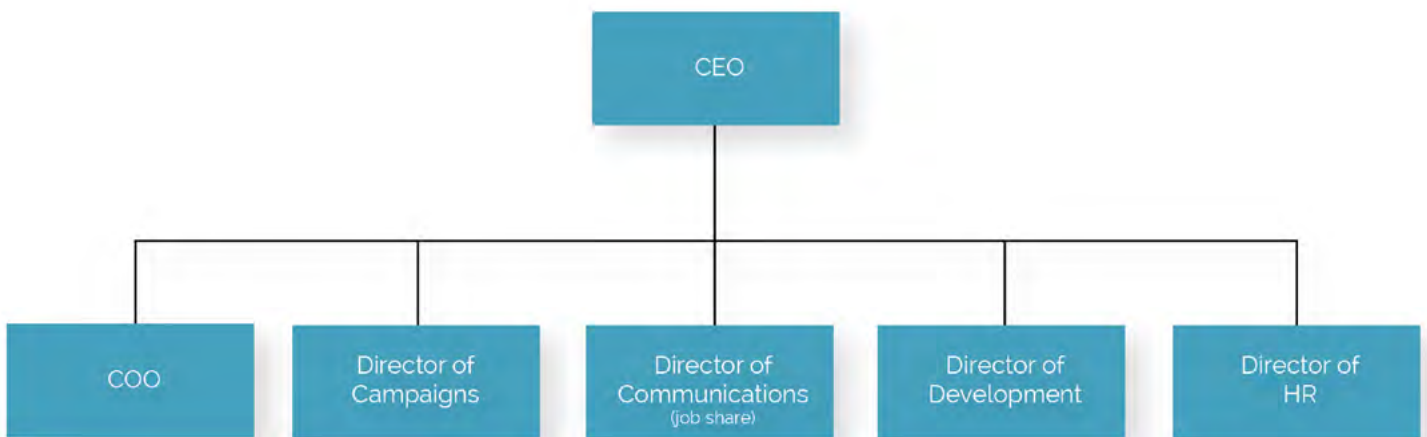 CEO
COO
Director of
Campaigns
Director of
Communications
(job share)
Director of
Development
Director of
HR